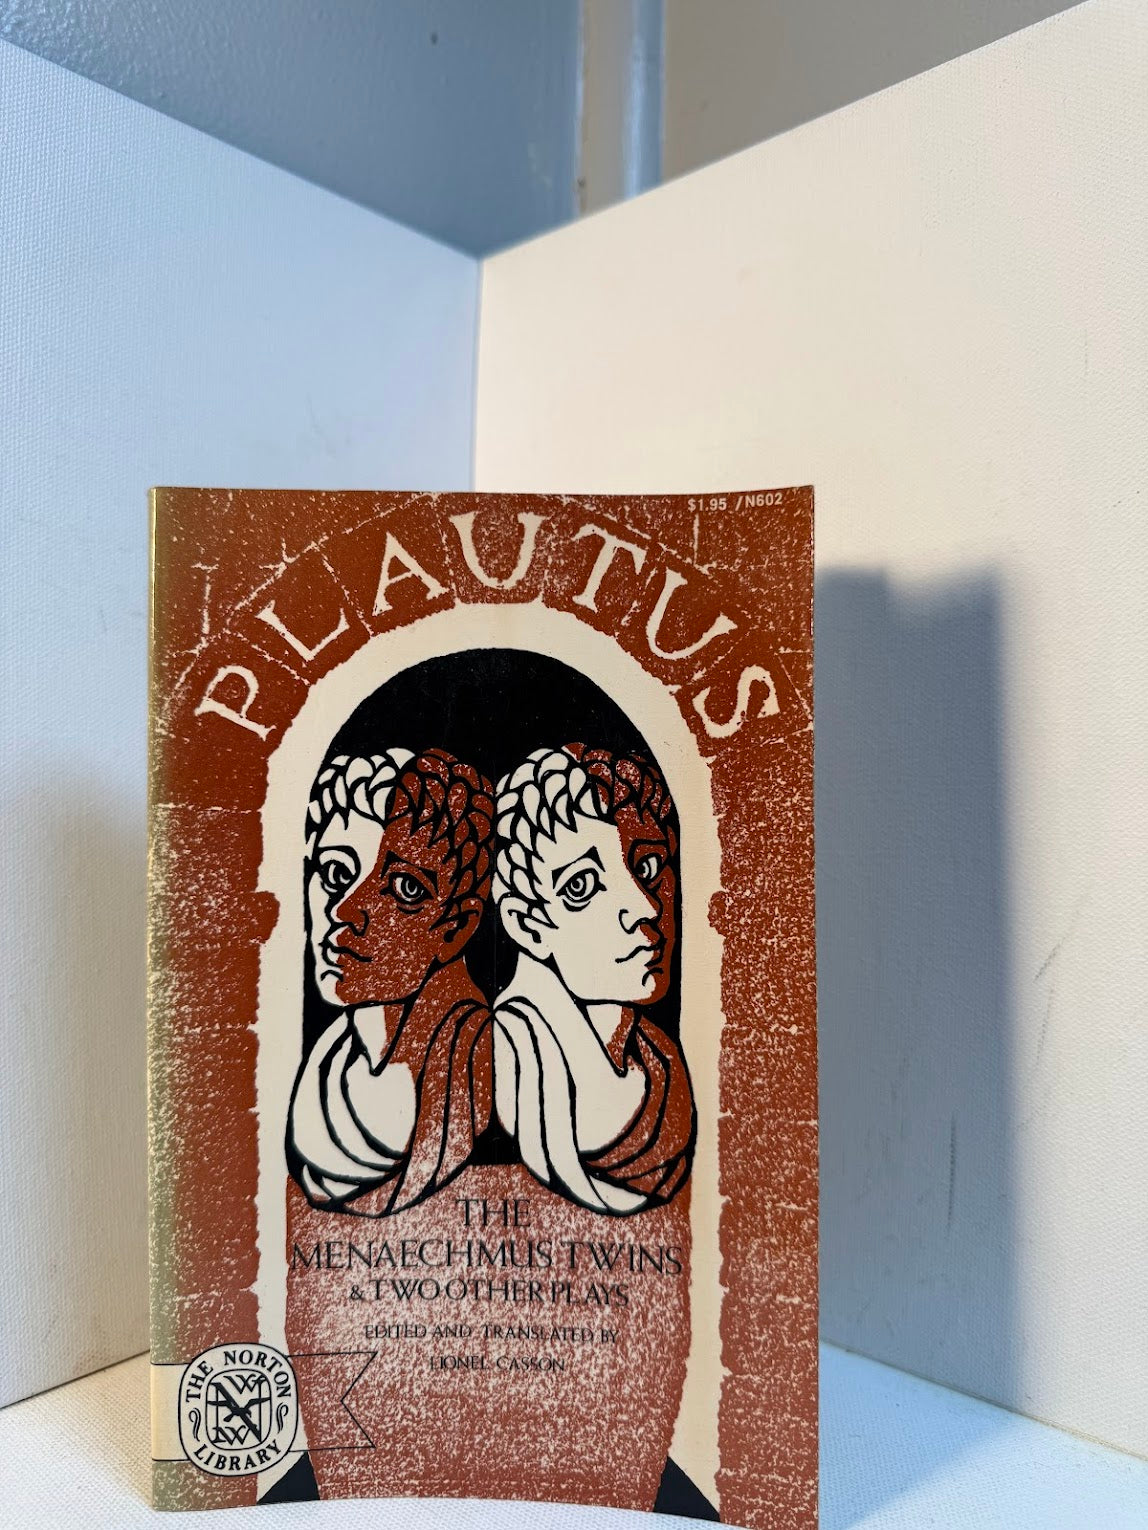 $1.95 /N602
PLAUTUS
THE
MENAECHMUS TWINS
& TWO OTHER PLAYS
EDITED AND TRANSLATED BY
LIONEL CASSON
THE NORTON
LIBRARY
W W
N
W W